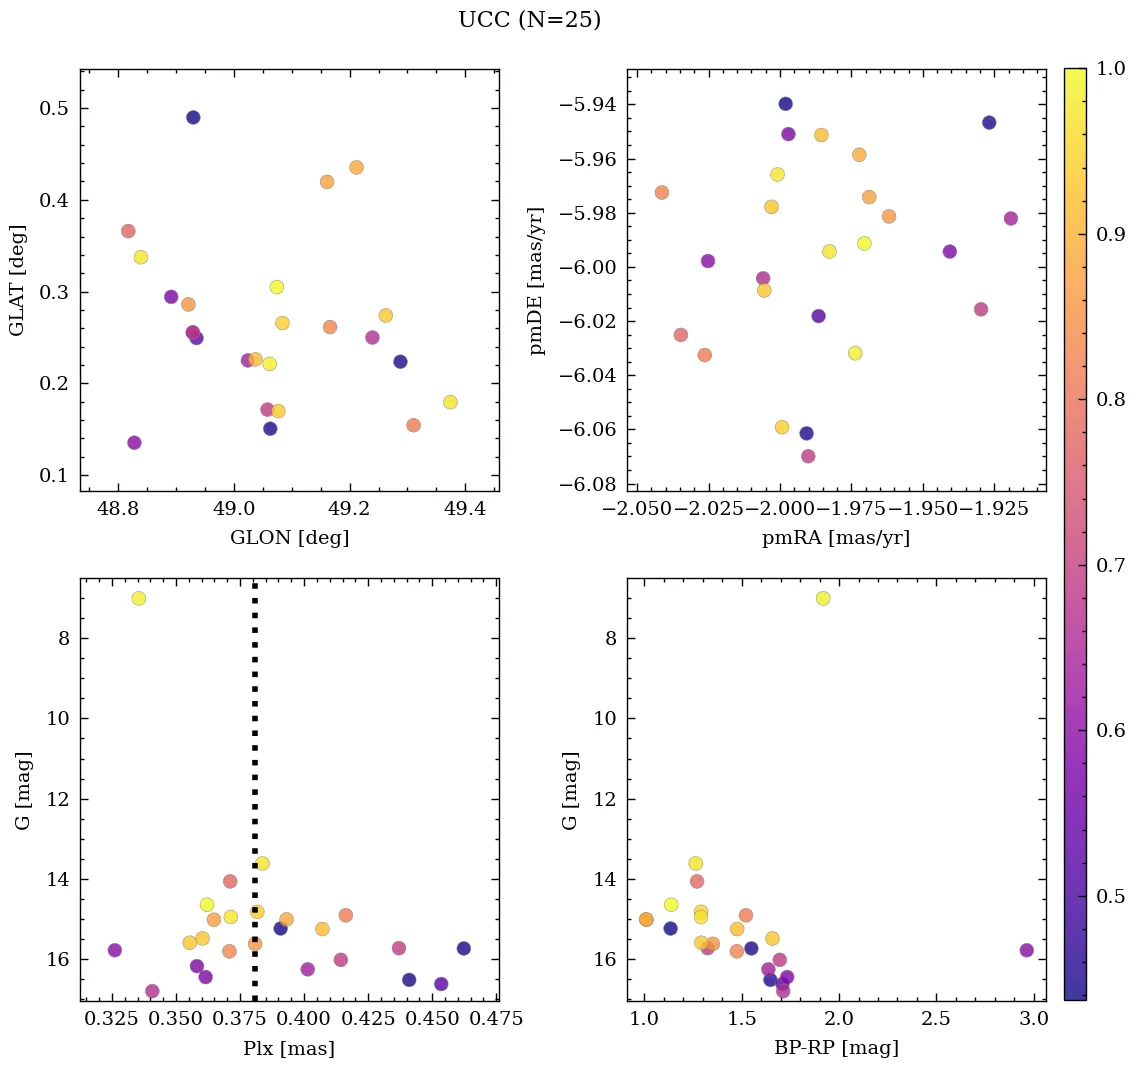 UCC (N=25)
0.5
0.4
0.3
0.2
0.1
GLAT [deg]
48.8 49.0 49.2 49.4
GLON [deg]
−5.94
−5.96
−5.98
−6.00
−6.02
−6.04
−6.06
−6.08
pmDE [mas/yr]
−2.050 −2.025 −2.000 −1.975 −1.950 −1.925
pmRA [mas/yr]
8
10
12
14
16
G [mag]
0.325 0.350 0.375 0.400 0.425 0.450 0.475
Plx [mas]
8
10
12
14
16
G [mag]
1.0 1.5 2.0 2.5 3.0
BP-RP [mag]
1.0
0.9
0.8
0.7
0.6
0.5